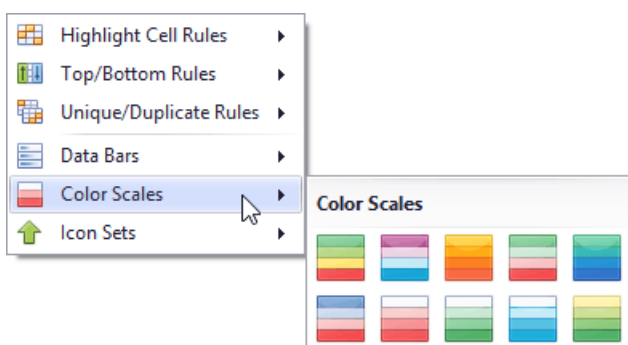 Highlight Cell Rules
Top/Bottom Rules
Unique/Duplicate Rules
Data Bars
Color Scales
Icon Sets
Color Scales